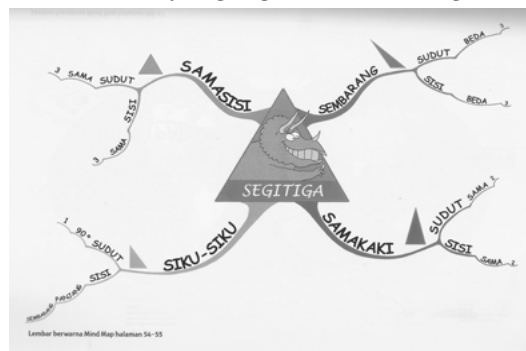 SEGITIGA
SAMASISI
SUDUT
SAMA
3
SISI
SAMA
3
SEMBARANG
SUDUT
BEDA
3
SISI
BEDA
3
SIKU-SIKU
SUDUT
90°
1
SISI
PANJANG
SAMAKAKI
SUDUT
SAMA
2
SISI
SAMA
2
Lembar berwarna Mind Map halaman 54-55